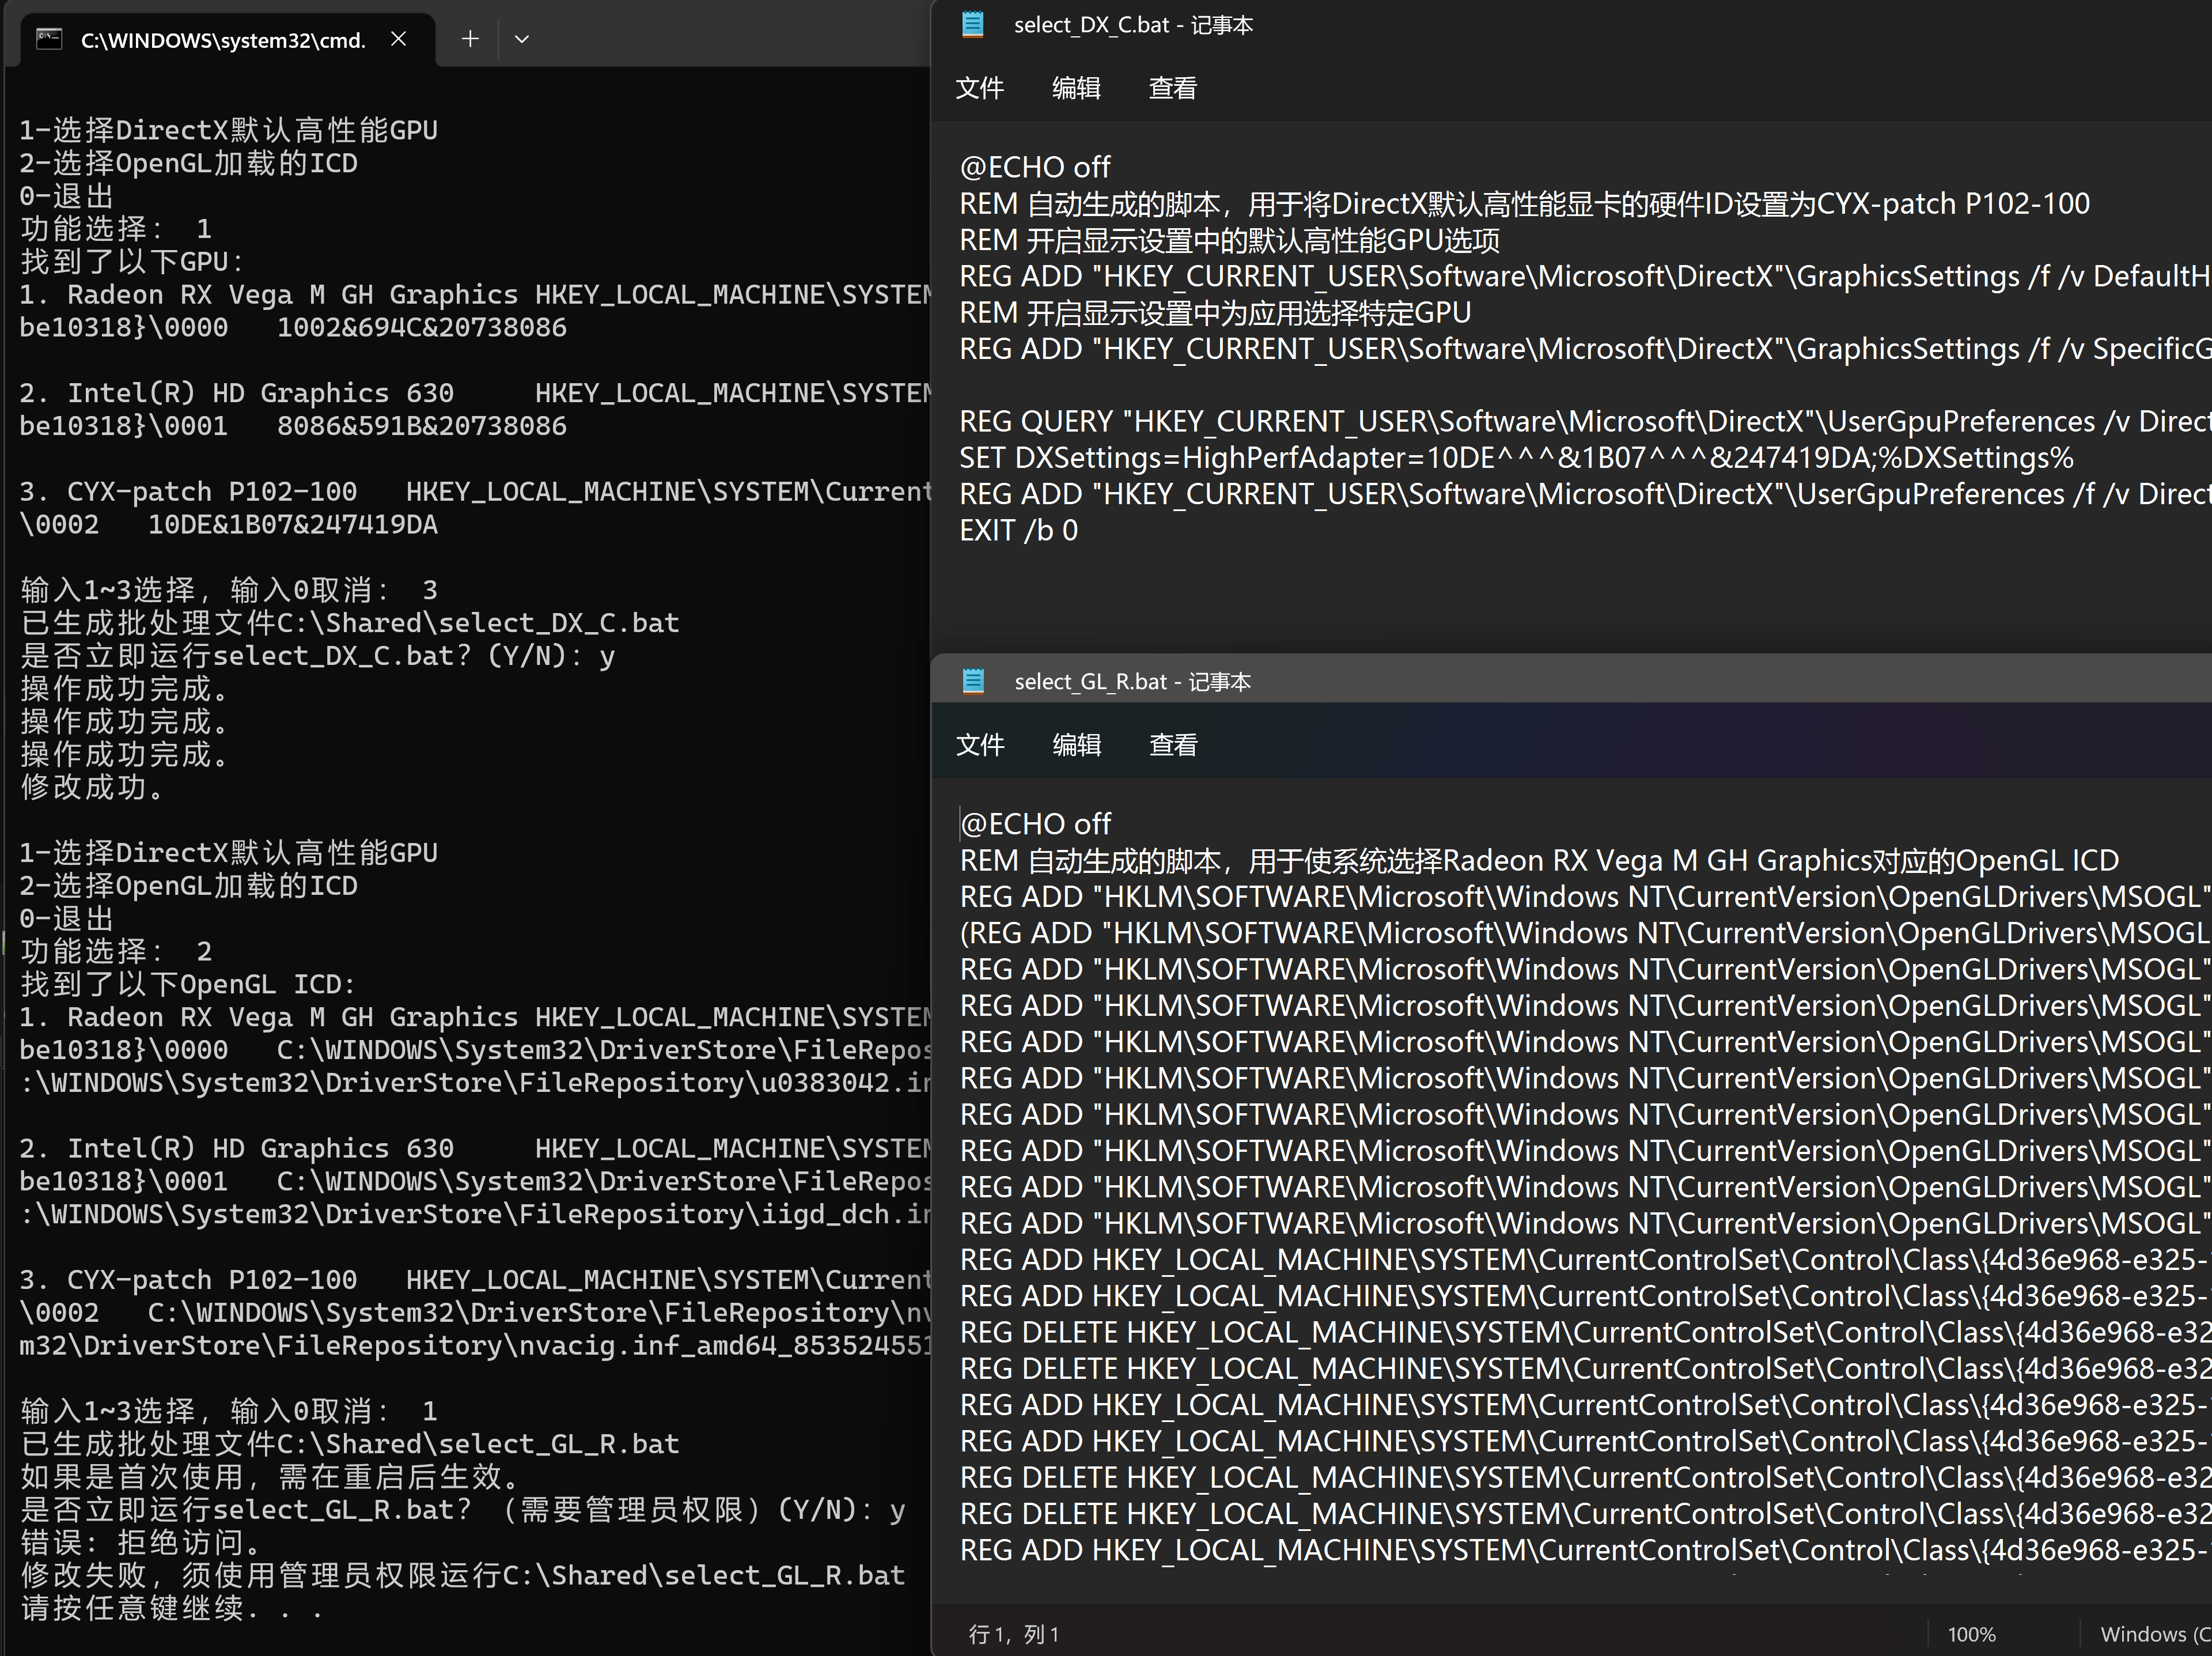 C:\WINDOWS\system32\cmd.
1-选择DirectX默认高性能GPU
2-选择OpenGL加载的ICD
0-退出
功能选择: 1
找到了以下GPU:
1. Radeon RX Vega M GH Graphics HKEY_LOCAL_MACHINE\SYSTEM
be10318}\0000 1002&694C&20738086
2. Intel(R) HD Graphics 630 HKEY_LOCAL_MACHINE\SYSTEM
be10318}\0001 8086&591B&20738086
3. CYX-patch P102-100 HKEY_LOCAL_MACHINE\SYSTEM\Current
\0002 10DE&1B07&247419DA
输入1~3选择，输入0取消: 3
已生成批处理文件C:\Shared\select_DX_C.bat
是否立即运行select_DX_C.bat? (Y/N): y
操作成功完成。
操作成功完成。
操作成功完成。
修改成功。
1-选择DirectX默认高性能GPU
2-选择OpenGL加载的ICD
0-退出
功能选择: 2
找到了以下OpenGL ICD:
1. Radeon RX Vega M GH Graphics HKEY_LOCAL_MACHINE\SYSTEM
be10318}\0000 C:\WINDOWS\System32\DriverStore\FileRepos
:\WINDOWS\System32\DriverStore\FileRepository\u0383042.in
2. Intel(R) HD Graphics 630 HKEY_LOCAL_MACHINE\SYSTEM
be10318}\0001 C:\WINDOWS\System32\DriverStore\FileRepos
:\WINDOWS\System32\DriverStore\FileRepository\iigd_dch.in
3. CYX-patch P102-100 HKEY_LOCAL_MACHINE\SYSTEM\Current
\0002 C:\WINDOWS\System32\DriverStore\FileRepository\nv
m32\DriverStore\FileRepository\nvacig.inf_amd64_853524551
输入1~3选择，输入0取消: 1
已生成批处理文件C:\Shared\select_GL_R.bat
如果是首次使用，需在重启后生效。
是否立即运行select_GL_R.bat? （需要管理员权限）(Y/N): y
错误: 拒绝访问。
修改失败，须使用管理员权限运行C:\Shared\select_GL_R.bat
请按任意键继续. . .
select_DX_C.bat - 记事本
文件 编辑 查看
@ECHO off
REM 自动生成的脚本，用于将DirectX默认高性能显卡的硬件ID设置为CYX-patch P102-100
REM 开启显示设置中的默认高性能GPU选项
REG ADD "HKEY_CURRENT_USER\Software\Microsoft\DirectX"\GraphicsSettings /f /v DefaultH
REM 开启显示设置中为应用选择特定GPU
REG ADD "HKEY_CURRENT_USER\Software\Microsoft\DirectX"\GraphicsSettings /f /v SpecificG
REG QUERY "HKEY_CURRENT_USER\Software\Microsoft\DirectX"\UserGpuPreferences /v Direct
SET DXSettings=HighPerfAdapter=10DE^^^&1B07^^^&247419DA;%DXSettings%
REG ADD "HKEY_CURRENT_USER\Software\Microsoft\DirectX"\UserGpuPreferences /f /v Direct
EXIT /b 0
select_GL_R.bat - 记事本
文件 编辑 查看
@ECHO off
REM 自动生成的脚本，用于使系统选择Radeon RX Vega M GH Graphics对应的OpenGL ICD
REG ADD "HKLM\SOFTWARE\Microsoft\Windows NT\CurrentVersion\OpenGLDrivers\MSOGL"
(REG ADD "HKLM\SOFTWARE\Microsoft\Windows NT\CurrentVersion\OpenGLDrivers\MSOGL
REG ADD "HKLM\SOFTWARE\Microsoft\Windows NT\CurrentVersion\OpenGLDrivers\MSOGL"
REG ADD "HKLM\SOFTWARE\Microsoft\Windows NT\CurrentVersion\OpenGLDrivers\MSOGL"
REG ADD "HKLM\SOFTWARE\Microsoft\Windows NT\CurrentVersion\OpenGLDrivers\MSOGL"
REG ADD "HKLM\SOFTWARE\Microsoft\Windows NT\CurrentVersion\OpenGLDrivers\MSOGL"
REG ADD "HKLM\SOFTWARE\Microsoft\Windows NT\CurrentVersion\OpenGLDrivers\MSOGL"
REG ADD "HKLM\SOFTWARE\Microsoft\Windows NT\CurrentVersion\OpenGLDrivers\MSOGL"
REG ADD "HKLM\SOFTWARE\Microsoft\Windows NT\CurrentVersion\OpenGLDrivers\MSOGL"
REG ADD "HKLM\SOFTWARE\Microsoft\Windows NT\CurrentVersion\OpenGLDrivers\MSOGL"
REG ADD HKEY_LOCAL_MACHINE\SYSTEM\CurrentControlSet\Control\Class\{4d36e968-e325-
REG ADD HKEY_LOCAL_MACHINE\SYSTEM\CurrentControlSet\Control\Class\{4d36e968-e325-
REG DELETE HKEY_LOCAL_MACHINE\SYSTEM\CurrentControlSet\Control\Class\{4d36e968-e32
REG DELETE HKEY_LOCAL_MACHINE\SYSTEM\CurrentControlSet\Control\Class\{4d36e968-e32
REG ADD HKEY_LOCAL_MACHINE\SYSTEM\CurrentControlSet\Control\Class\{4d36e968-e325-
REG ADD HKEY_LOCAL_MACHINE\SYSTEM\CurrentControlSet\Control\Class\{4d36e968-e325-
REG DELETE HKEY_LOCAL_MACHINE\SYSTEM\CurrentControlSet\Control\Class\{4d36e968-e32
REG DELETE HKEY_LOCAL_MACHINE\SYSTEM\CurrentControlSet\Control\Class\{4d36e968-e32
REG ADD HKEY_LOCAL_MACHINE\SYSTEM\CurrentControlSet\Control\Class\{4d36e968-e325-
行 1，列 1 100% Windows (C